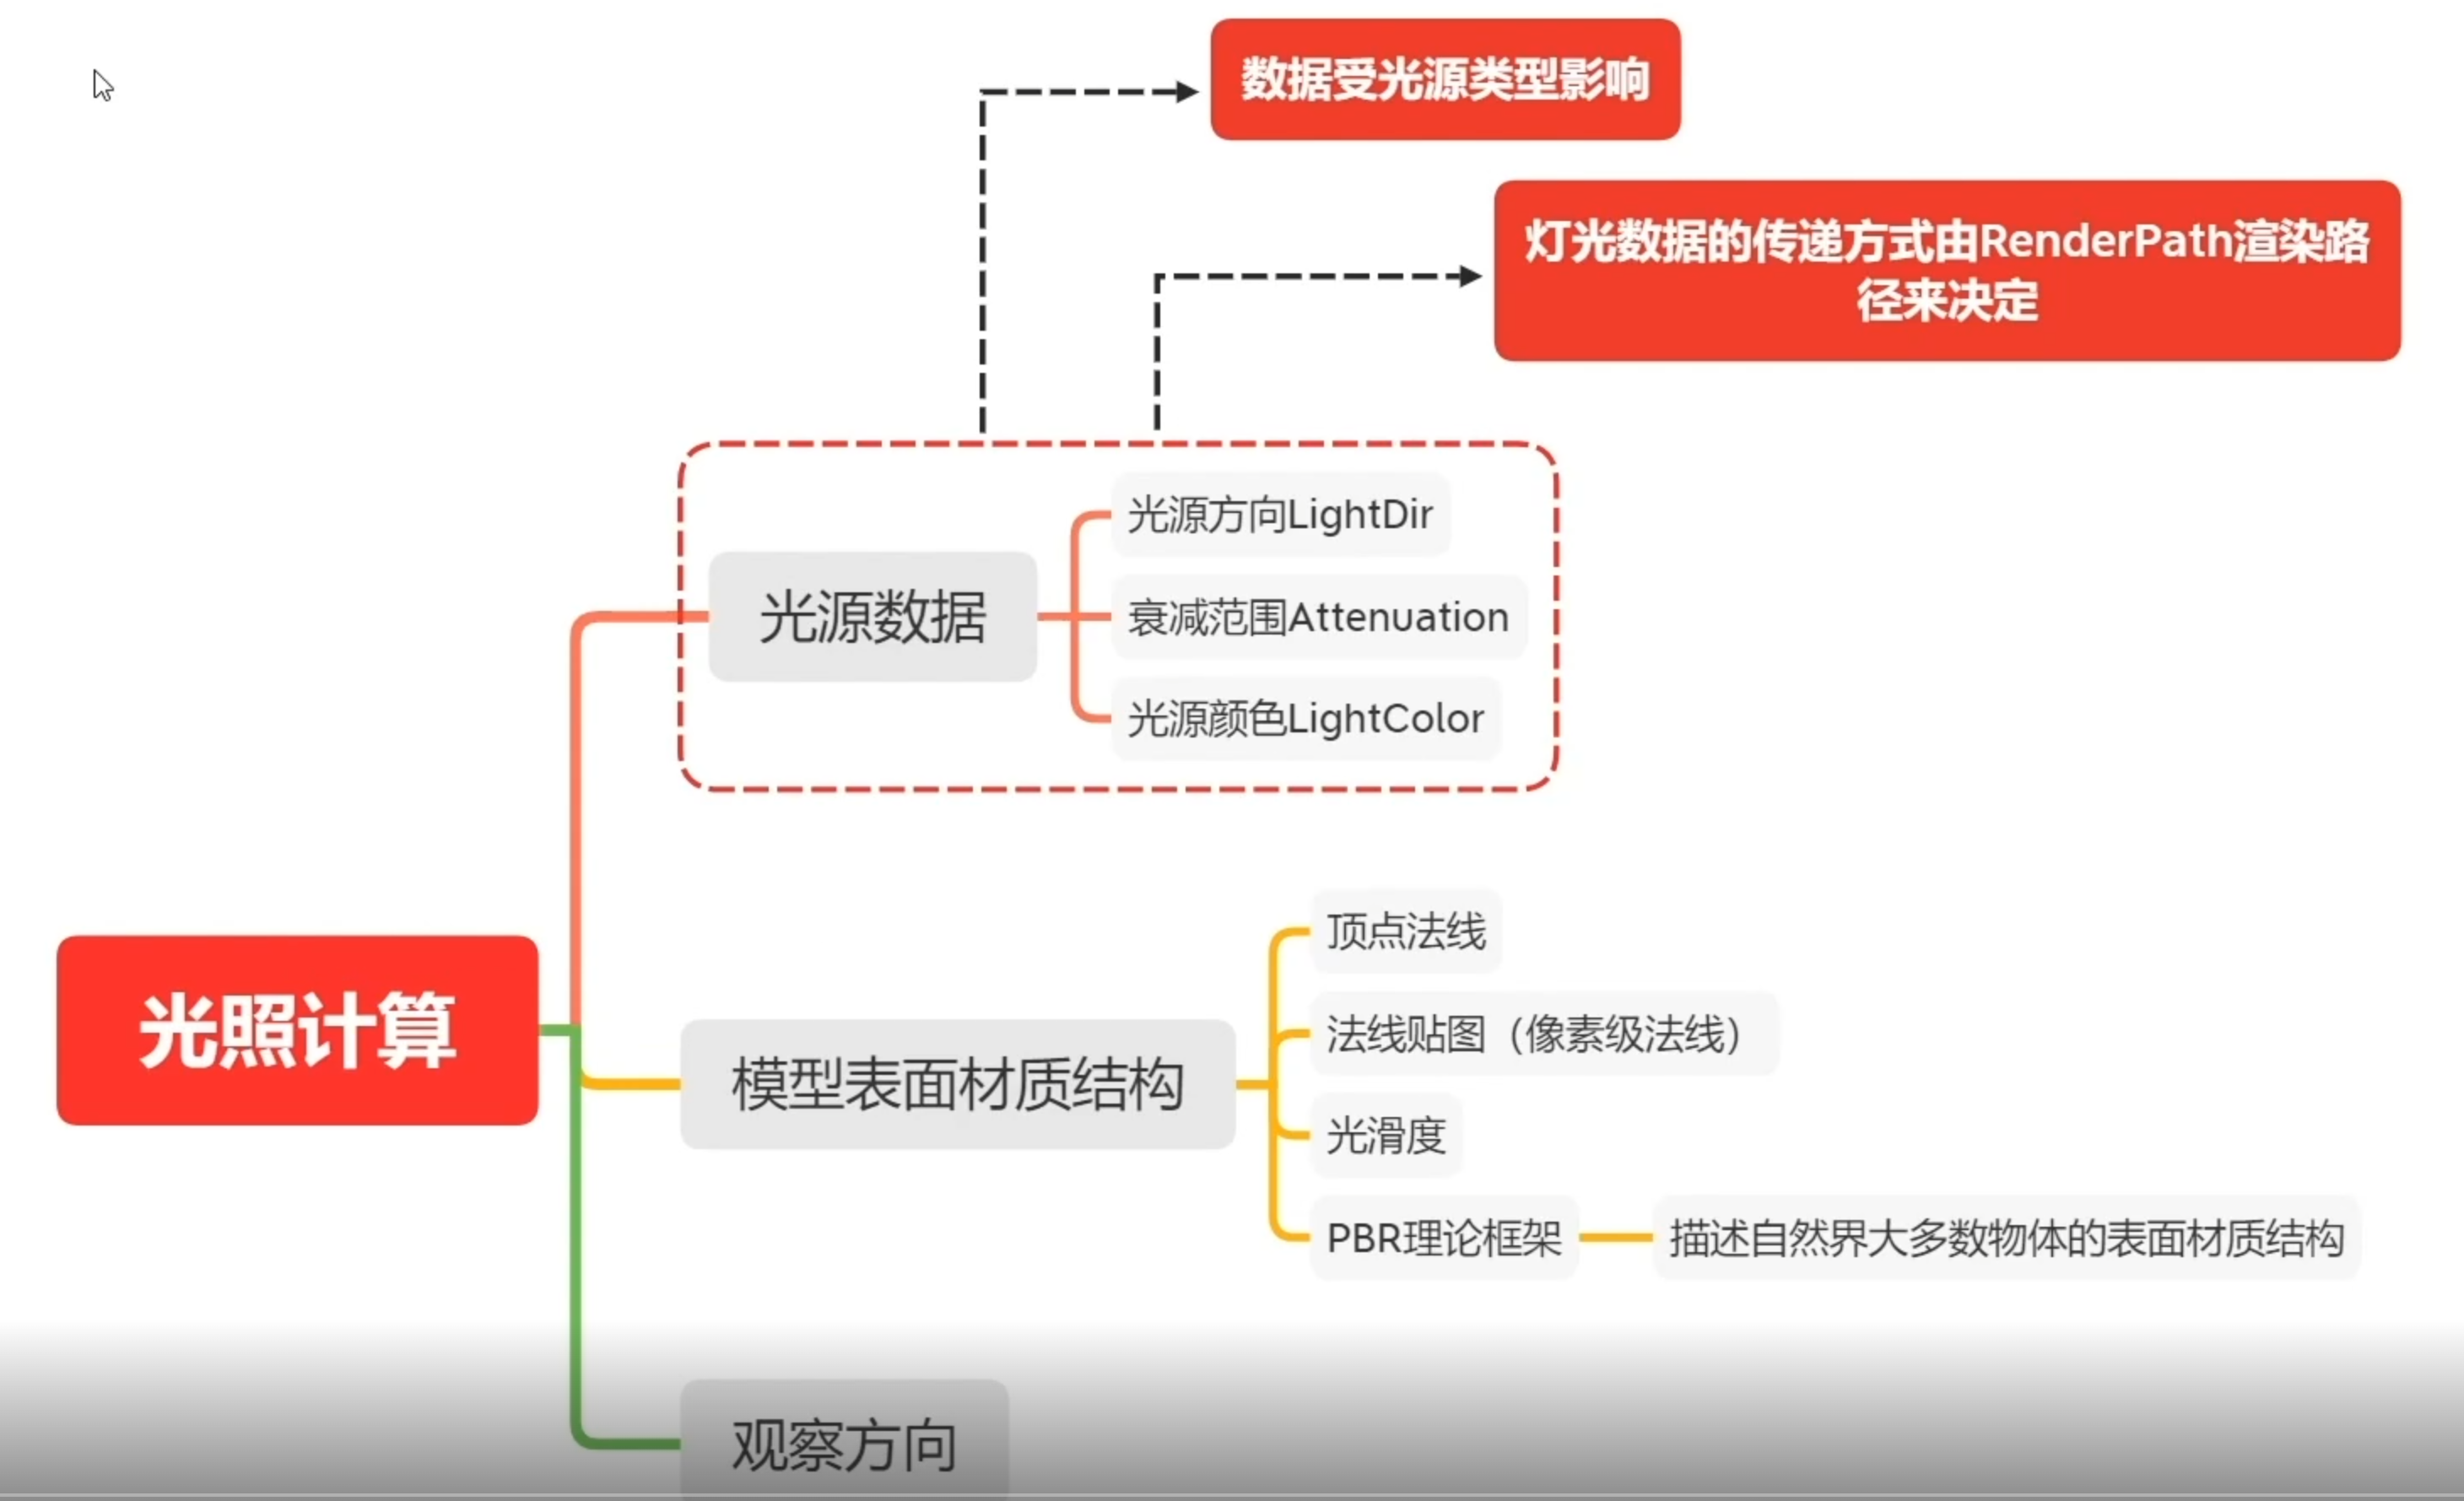 数据受光源类型影响
灯光数据的传递方式由RenderPath渲染路
径来决定
光源方向LightDir
光源数据
衰减范围Attenuation
光源颜色LightColor
光照计算
模型表面材质结构
顶点法线
法线贴图（像素级法线）
光滑度
PBR理论框架
描述自然界大多数物体的表面材质结构
观察方向